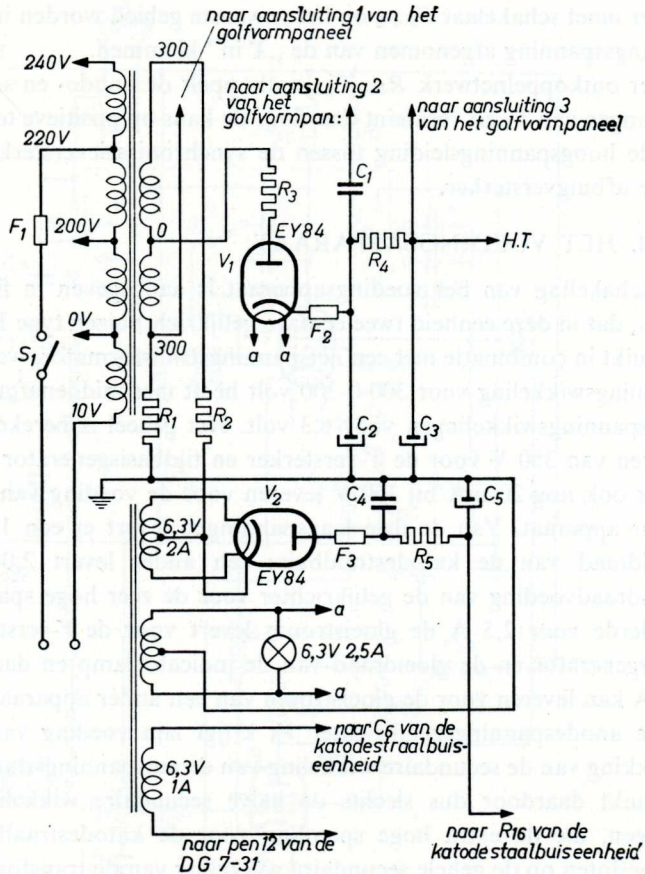 naar aansluiting 1 van het
golfvormpaneel
300
240V
naar aansluiting 2
van het
golfvormpan.:
naar aansluiting 3
van het golfvormpaneel
220V
C1
R3
F1
200V
0
EY84
V1
R4
H.T.
0V
F2
a
a
S1
300
10V
R1
R2
C2
C3
V2
C4
C5
6,3V
2A
F3
R5
EY84
a
6,3V 2,5A
a
naar C6 van de
katodestraalbuis=
eenheid
6,3V
1A
naar R16 van de
katodestaalbuiseenheid
naar pen 12 van de
DG 7-31